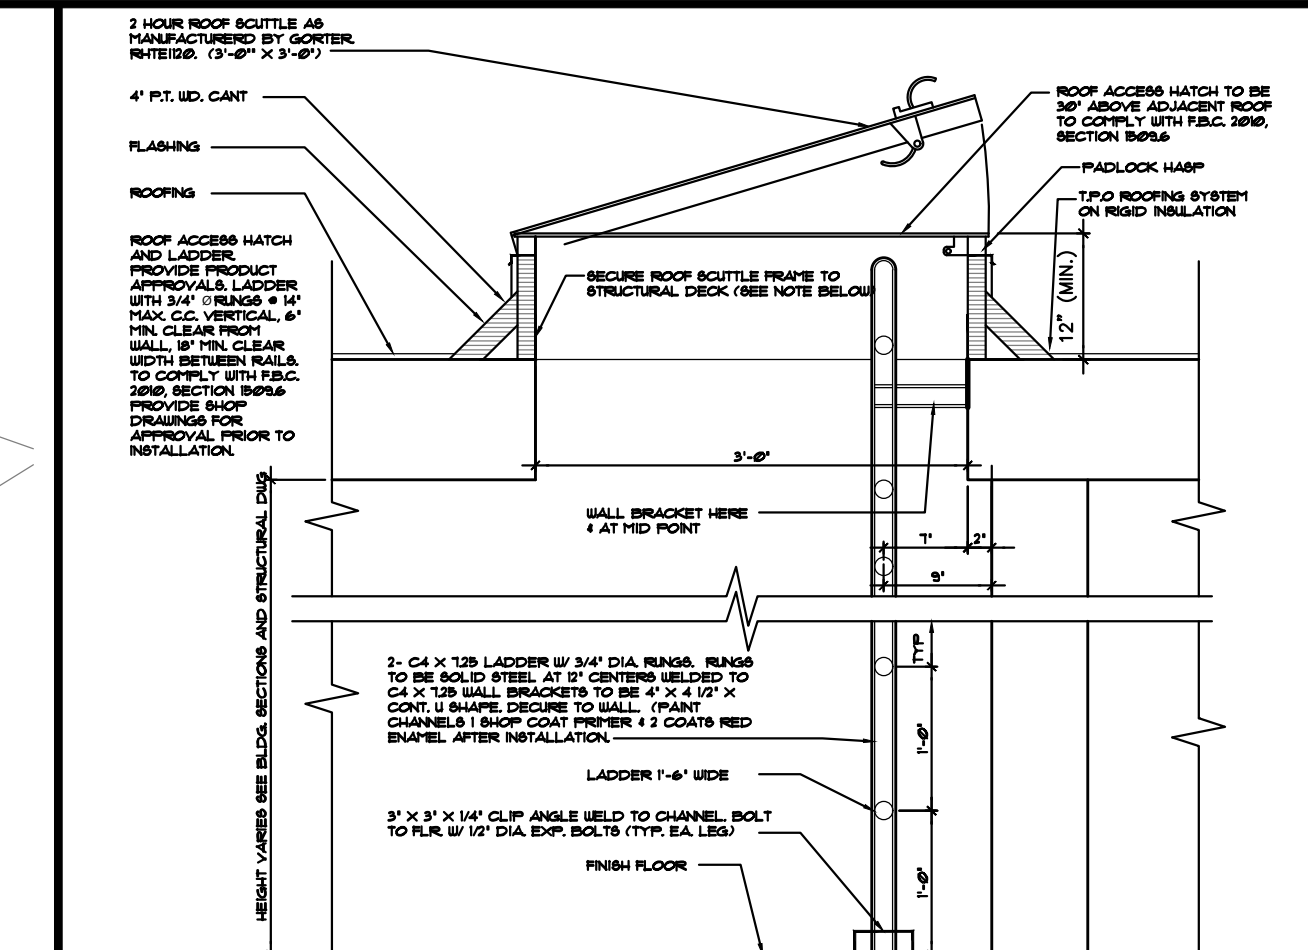 2 HOUR ROOF SCUTTLE AS
MANUFACTURERD BY GORTER
RHTE1120. (3'-0"" X 3'-0")
4" P.T. WD. CANT
FLASHING
ROOFING
ROOF ACCESS HATCH
AND LADDER.
PROVIDE PRODUCT
APPROVALS. LADDER
WITH 3/4" Ø RUNGS @ 14"
MAX. C.C. VERTICAL, 6"
MIN. CLEAR FROM
WALL, 18" MIN. CLEAR
WIDTH BETWEEN RAILS.
TO COMPLY WITH F.B.C.
2010, SECTION 1509.6
PROVIDE SHOP
DRAWINGS FOR
APPROVAL PRIOR TO
INSTALLATION.
ROOF ACCESS HATCH TO BE
30" ABOVE ADJACENT ROOF
TO COMPLY WITH F.B.C. 2010,
SECTION 1509.6
PADLOCK HASP
T.P.O ROOFING SYSTEM
ON RIGID INSULATION
12" (MIN.)
SECURE ROOF SCUTTLE FRAME TO
STRUCTURAL DECK (SEE NOTE BELOW)
3'-0"
WALL BRACKET HERE
& AT MID POINT
7"
2"
9"
HEIGHT VARIES SEE BLDG. SECTIONS AND STRUCTURAL DWG
TYP
2- C4 X 7.25 LADDER W/ 3/4" DIA. RUNGS. RUNGS
TO BE SOLID STEEL AT 12" CENTERS WELDED TO
C4 X 7.25 WALL BRACKETS TO BE 4" X 4 1/2" X
CONT. U SHAPE. DECURE TO WALL. (PAINT
CHANNELS 1 SHOP COAT PRIMER & 2 COATS RED
ENAMEL AFTER INSTALLATION.
1'-0"
LADDER 1'-6" WIDE
3" X 3" X 1/4" CLIP ANGLE WELD TO CHANNEL. BOLT
TO FLR. W/ 1/2" DIA. EXP. BOLTS (TYP. EA. LEG)
FINISH FLOOR
1'-0"